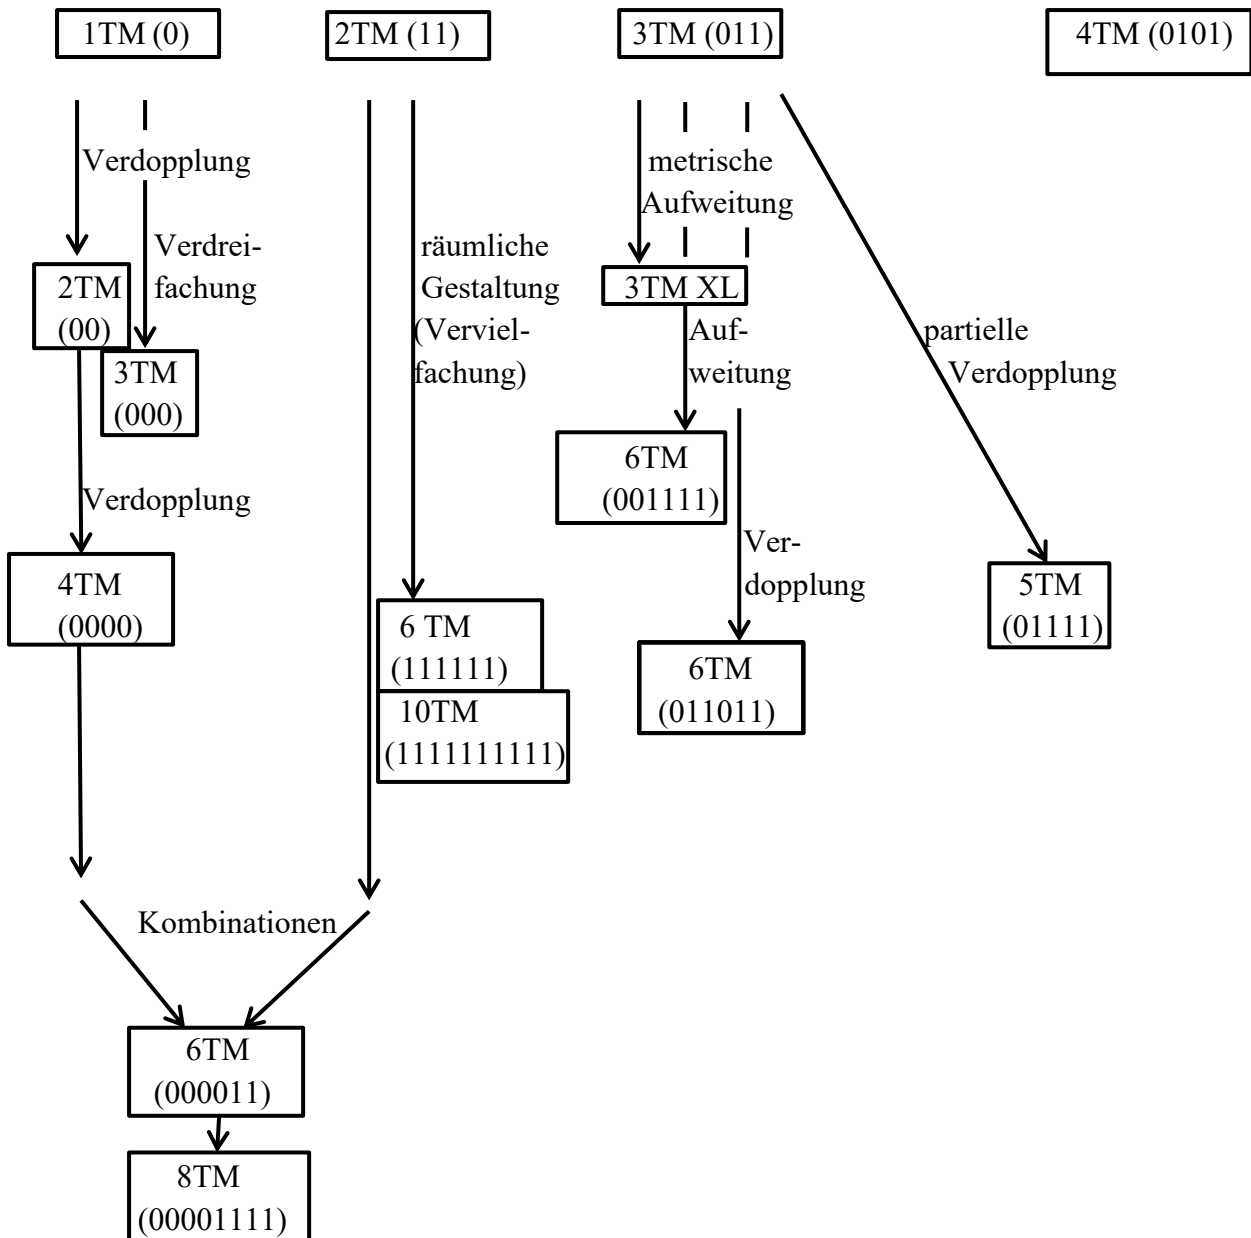 1TM (0)
2TM (11)
3TM (011)
4TM (0101)
Verdopplung
Verdrei-
fachung
2TM
(00)
3TM
(000)
Verdopplung
4TM
(0000)
räumliche
Gestaltung
(Verviel-
fachung)
6 TM
(111111)
10TM
(1111111111)
metrische
Aufweitung
3TM XL
Auf-
weitung
6TM
(001111)
Ver-
dopplung
6TM
(011011)
partielle
Verdopplung
5TM
(01111)
Kombinationen
6TM
(000011)
8TM
(00001111)